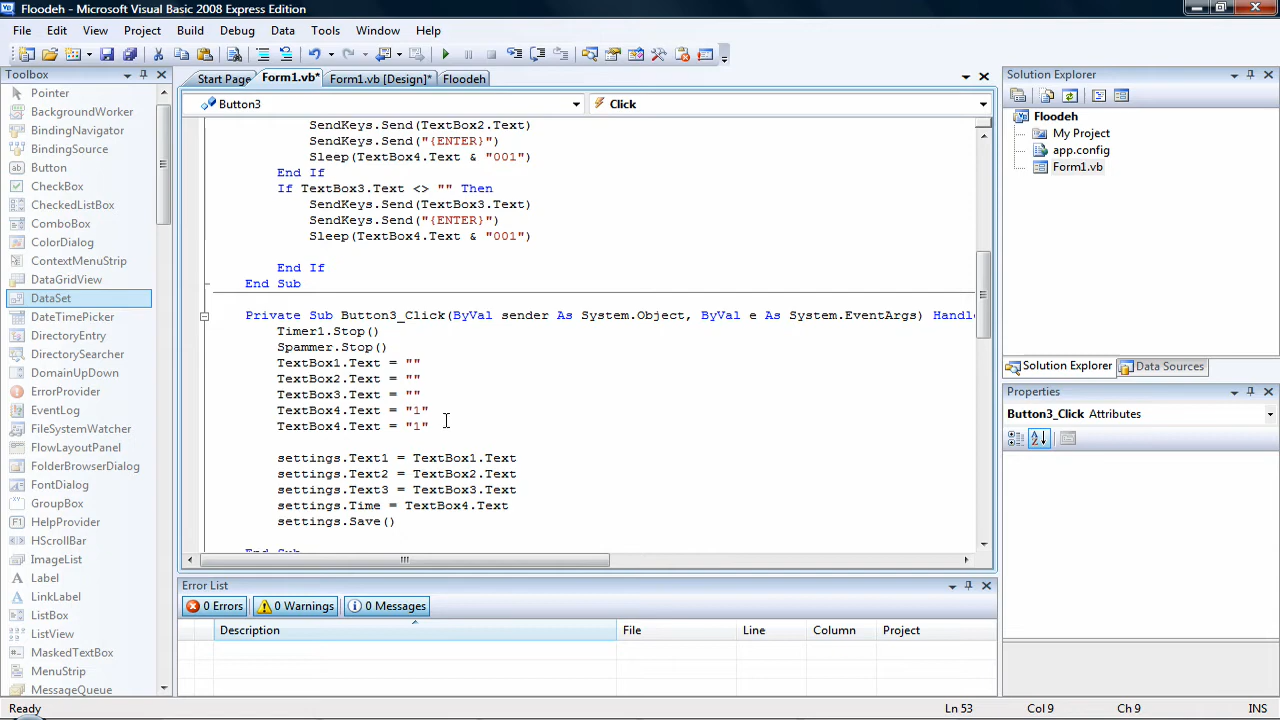 Floodeh - Microsoft Visual Basic 2008 Express Edition
File Edit View Project Build Debug Data Tools Window Help
Toolbox
Pointer
BackgroundWorker
BindingNavigator
BindingSource
Button
CheckBox
CheckedListBox
ComboBox
ColorDialog
ContextMenuStrip
DataGridView
DataSet
DateTimePicker
DirectoryEntry
DirectorySearcher
DomainUpDown
ErrorProvider
EventLog
FileSystemWatcher
FlowLayoutPanel
FolderBrowserDialog
FontDialog
GroupBox
HelpProvider
HScrollBar
ImageList
Label
LinkLabel
ListBox
ListView
MaskedTextBox
MenuStrip
MessageQueue
Start Page Form1.vb* Form1.vb [Design]* Floodeh
Button3 Click
SendKeys.Send(TextBox2.Text)
SendKeys.Send("{ENTER}")
Sleep(TextBox4.Text & "001")
End If
If TextBox3.Text <> "" Then
SendKeys.Send(TextBox3.Text)
SendKeys.Send("{ENTER}")
Sleep(TextBox4.Text & "001")
End If
End Sub
Private Sub Button3_Click(ByVal sender As System.Object, ByVal e As System.EventArgs) Handle
Timer1.Stop()
Spammer.Stop()
TextBox1.Text = ""
TextBox2.Text = ""
TextBox3.Text = ""
TextBox4.Text = "1"
TextBox4.Text = "1"
settings.Text1 = TextBox1.Text
settings.Text2 = TextBox2.Text
settings.Text3 = TextBox3.Text
settings.Time = TextBox4.Text
settings.Save()
End Sub
Error List
0 Errors 0 Warnings 0 Messages
Description File Line Column Project
Solution Explorer
Floodeh
My Project
app.config
Form1.vb
Solution Explorer Data Sources
Properties
Button3_Click Attributes
Ready Ln 53 Col 9 Ch 9 INS